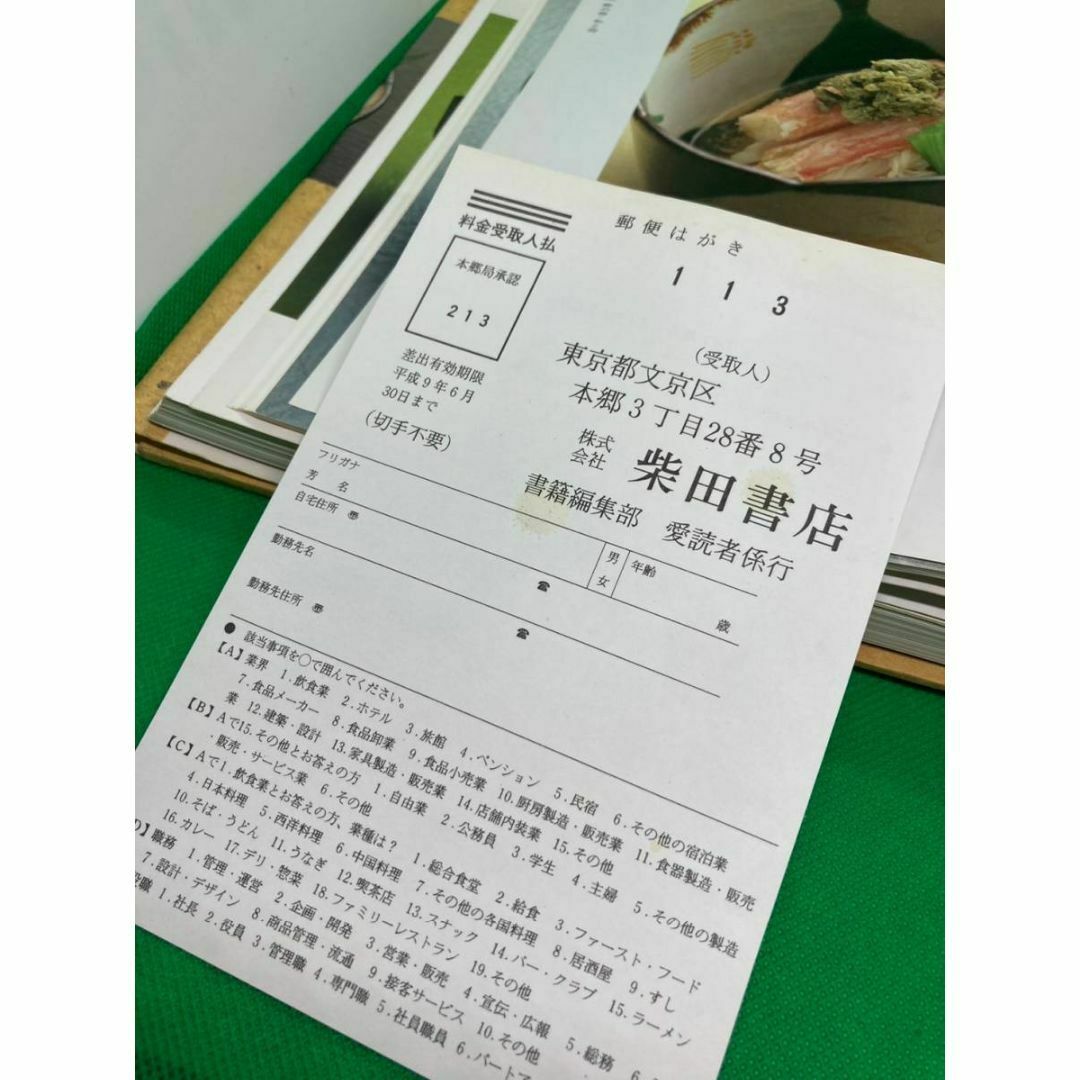 郵便はがき
113
料金受取人払
本郷局承認
213
差出有効期限
平成9年6月
30日まで
(切手不要)
(受取人)
東京都文京区
本郷3丁目28番8号
株式会社 柴田書店
書籍編集部 愛読者係行
フリガナ
芳名
男
女
年齢
歳
自宅住所 〠 ☎
勤務先名
勤務先住所 〠 ☎
● 該当事項を○で囲んでください。
【A】業界 1.飲食業 2.ホテル 3.旅館 4.ペンション 5.民宿 6.その他の宿泊業
7.食品メーカー 8.食品卸業 9.食品小売業 10.厨房製造・販売業 11.食器製造・販売
業 12.建築・設計 13.家具製造・販売業 14.店舗内装業 15.その他
【B】Aで15.その他とお答えの方 1.自由業 2.公務員 3.学生 4.主婦 5.その他の製造
・販売・サービス業 6.その他
【C】Aで1.飲食業とお答えの方、業種は? 1.総合食堂 2.給食 3.ファースト・フード
4.日本料理 5.西洋料理 6.中国料理 7.その他の各国料理 8.居酒屋 9.すし
10.そば・うどん 11.うなぎ 12.喫茶店 13.スナック 14.バー・クラブ 15.ラーメン
16.カレー 17.デリ・惣菜 18.ファミリーレストラン 19.その他
職務 1.管理・運営 2.企画・開発 3.営業・販売 4.宣伝・広報 5.総務
7.設計・デザイン 8.商品管理・流通 9.接客サービス 10.その他
1.社長 2.役員 3.管理職 4.専門職 5.社員職員 6.パート